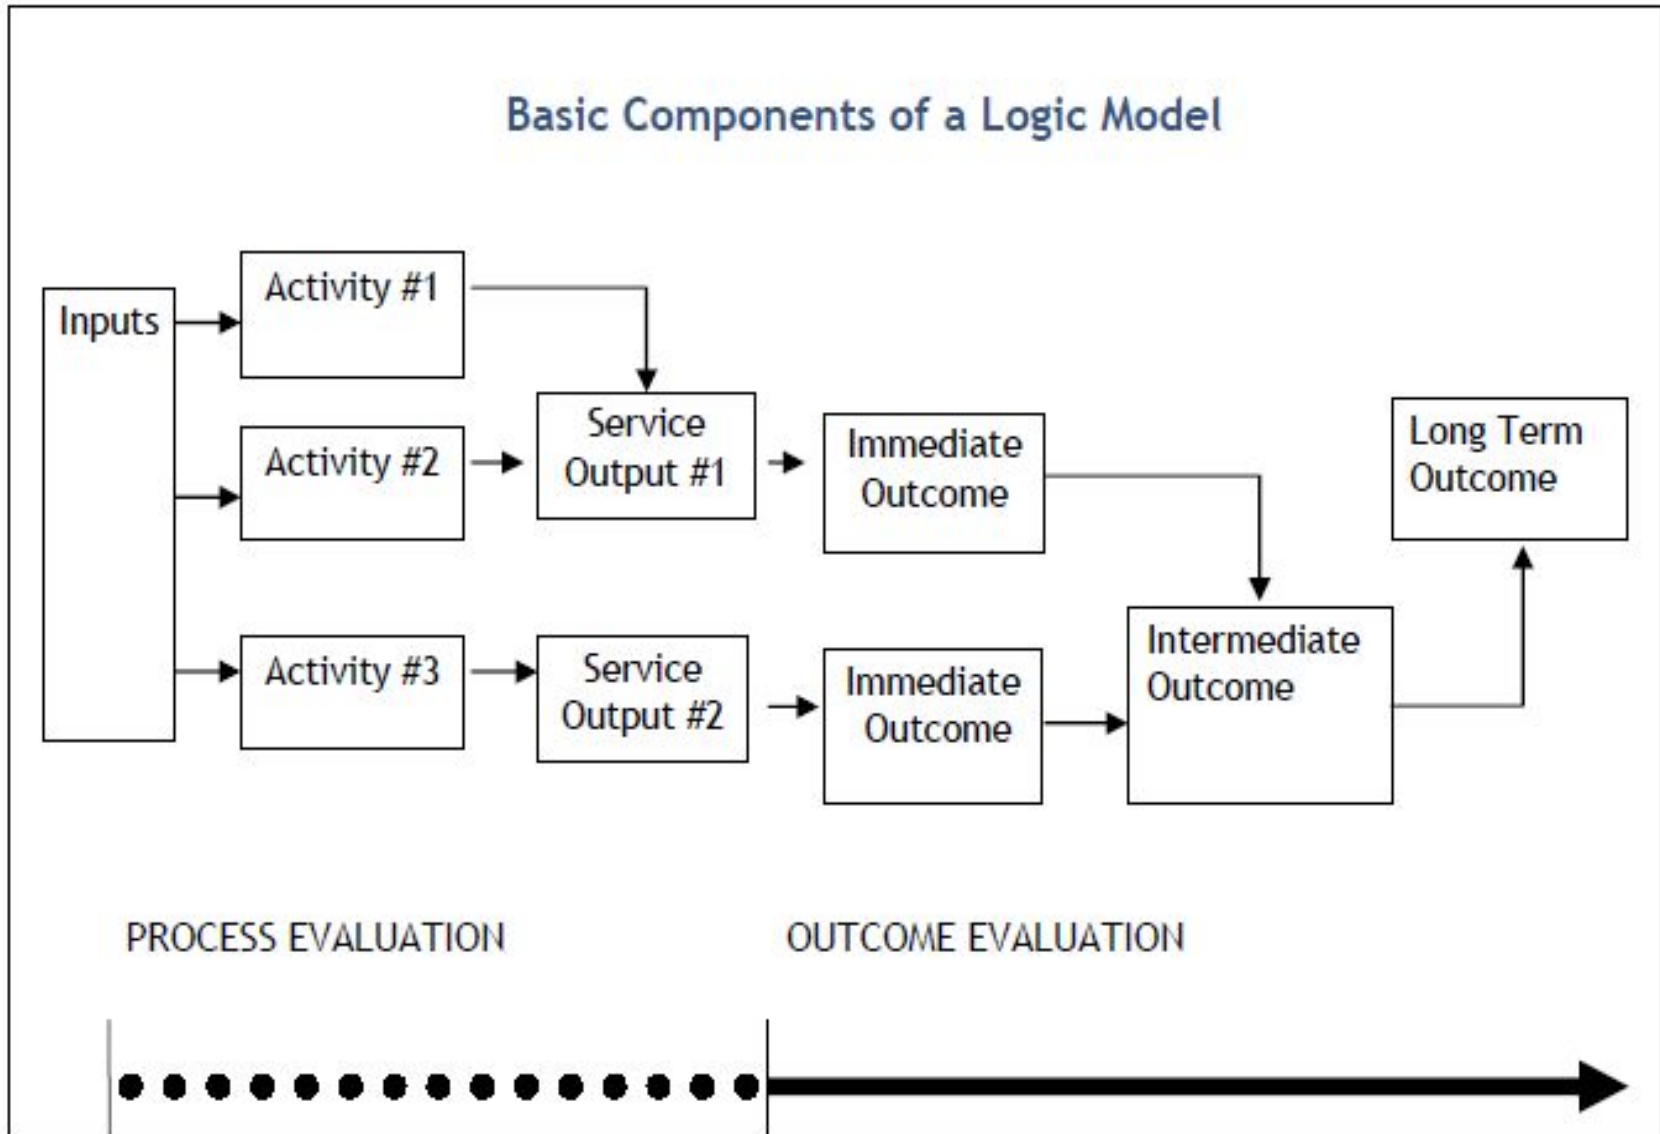 Basic Components of a Logic Model
Inputs
Activity #1
Activity #2
Activity #3
Service
Output #1
Service
Output #2
Immediate
Outcome
Immediate
Outcome
Intermediate
Outcome
Long Term
Outcome
PROCESS EVALUATION
OUTCOME EVALUATION